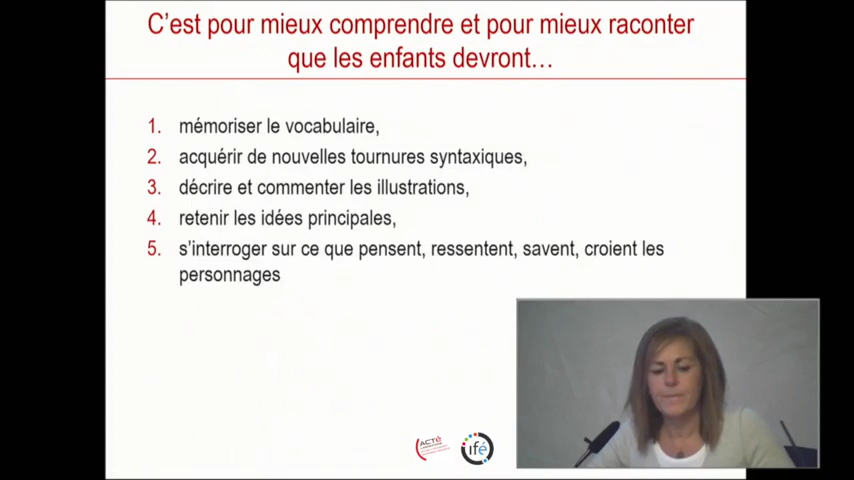 C'est pour mieux comprendre et pour mieux raconter
que les enfants devront…
1. mémoriser le vocabulaire,
2. acquérir de nouvelles tournures syntaxiques,
3. décrire et commenter les illustrations,
4. retenir les idées principales,
5. s'interroger sur ce que pensent, ressentent, savent, croient les
personnages
ACTé
ifé